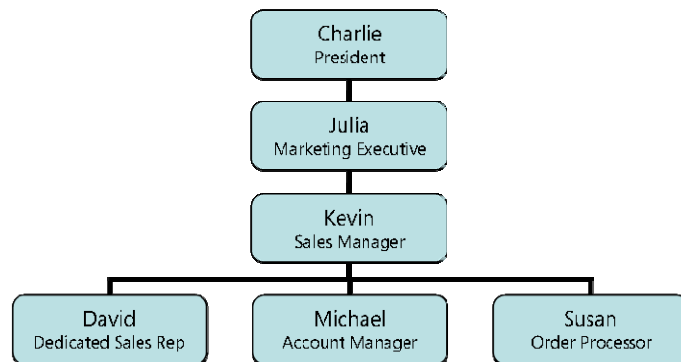 Charlie
President
Julia
Marketing Executive
Kevin
Sales Manager
David
Dedicated Sales Rep
Michael
Account Manager
Susan
Order Processor